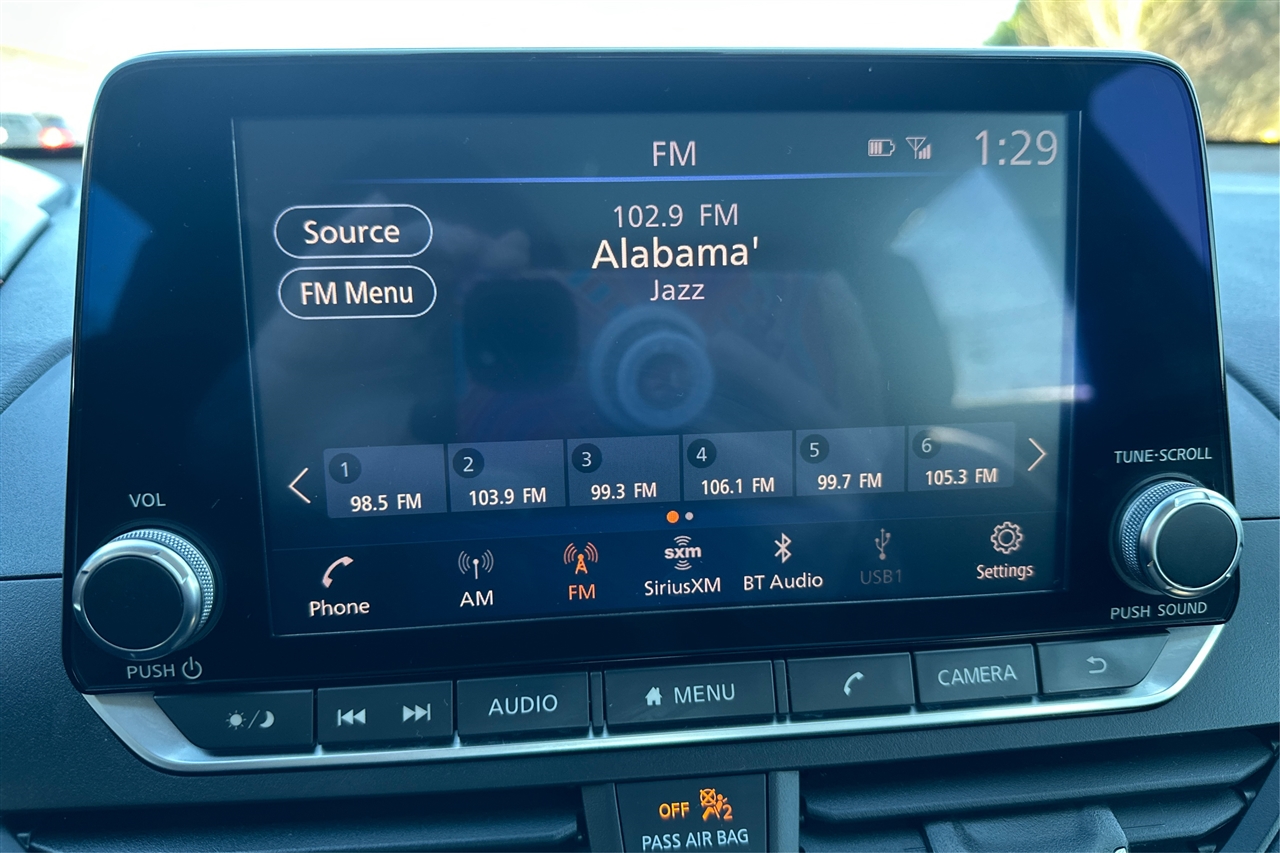 FM
1:29
Source
FM Menu
102.9 FM
Alabama'
Jazz
1
98.5 FM
2
103.9 FM
3
99.3 FM
4
106.1 FM
5
99.7 FM
6
105.3 FM
Phone
AM
FM
sxm
SiriusXM
BT Audio
USB1
Settings
VOL
PUSH
TUNE·SCROLL
PUSH SOUND
AUDIO
MENU
CAMERA
OFF
2
PASS AIR BAG